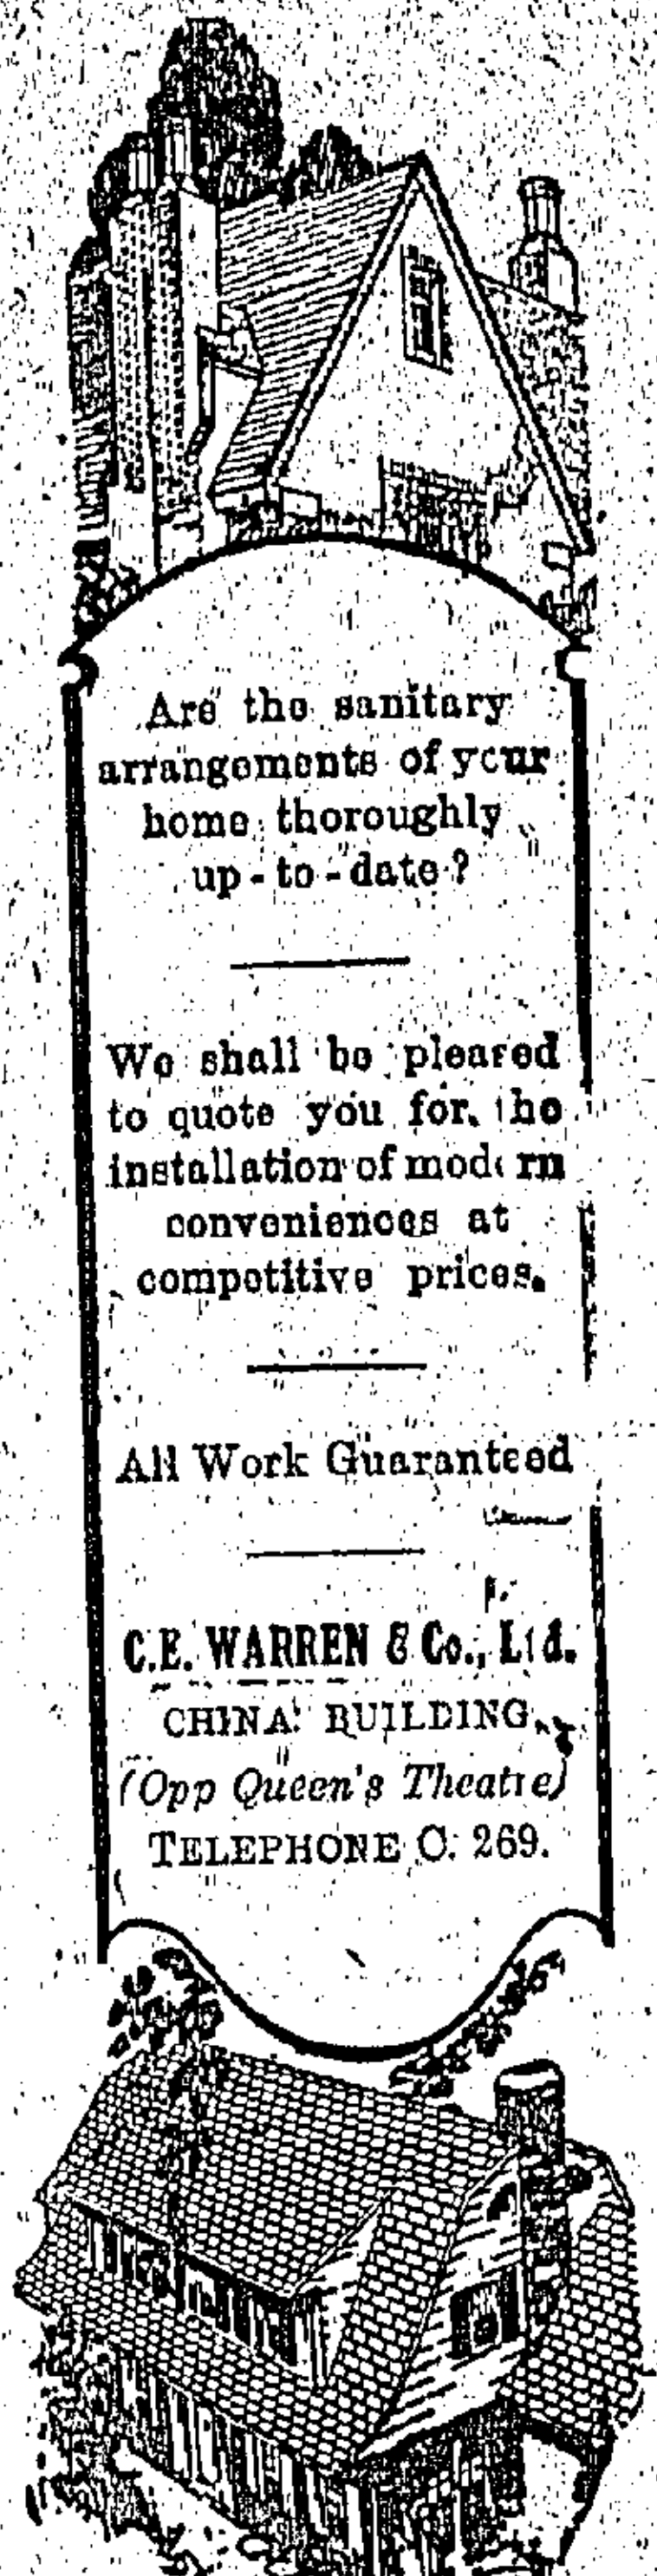 Are the sanitary
arrangements of your
home thoroughly
up-to-date?
We shall be pleased
to quote you for the
installation of modern
conveniences at
competitive prices.
All Work Guaranteed
C.E. WARREN & Co., Ltd.
CHINA BUILDING
(Opp Queen's Theatre)
TELEPHONE C. 269.